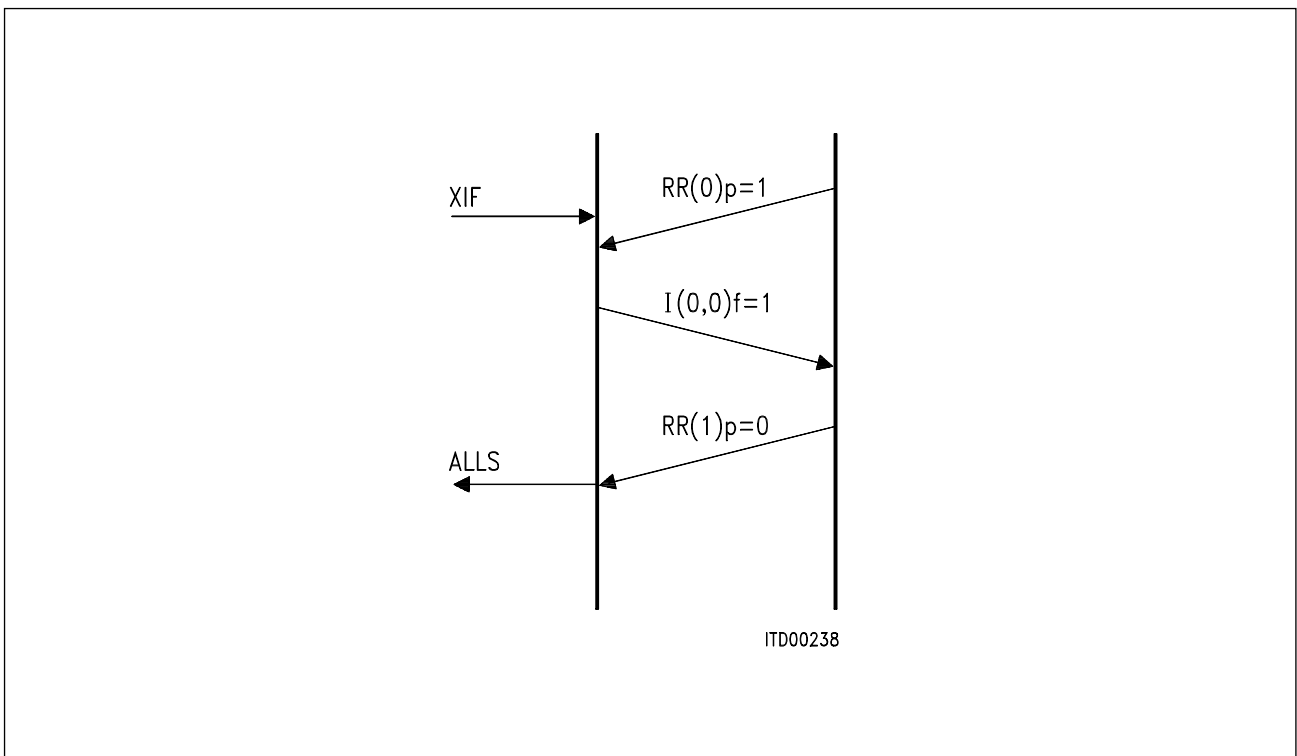 RR(0)p=1
XIF
I(0,0)f=1
RR(1)p=0
ALLS
ITD00238